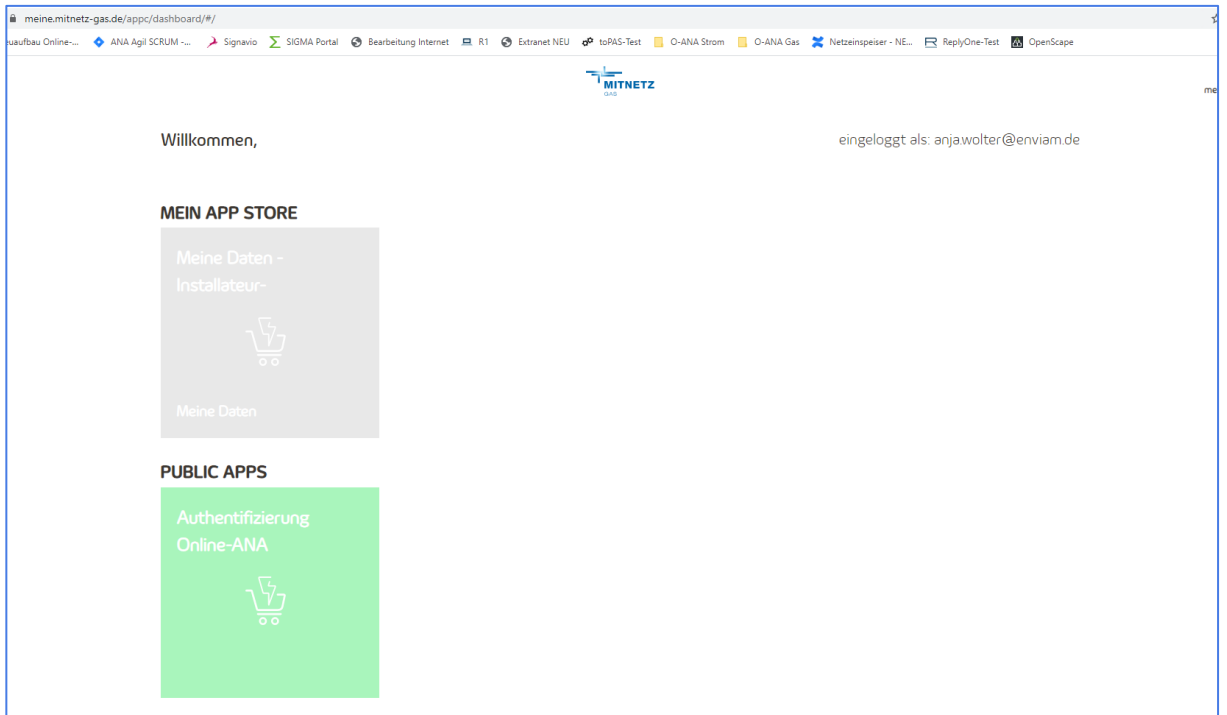 meine.mitnetz-gas.de/appc/dashboard/#/
euaufbau Online-... ANA Agil SCRUM -... Signavio SIGMA Portal Bearbeitung Internet R1 Extranet NEU toPAS-Test O-ANA Strom O-ANA Gas Netzeinspeiser - NE... ReplyOne-Test OpenScape
MITNETZ
GAS
me
Willkommen, eingeloggt als: anja.wolter@enviam.de
MEIN APP STORE
Meine Daten -
Installateur-
Meine Daten
PUBLIC APPS
Authentifizierung
Online-ANA